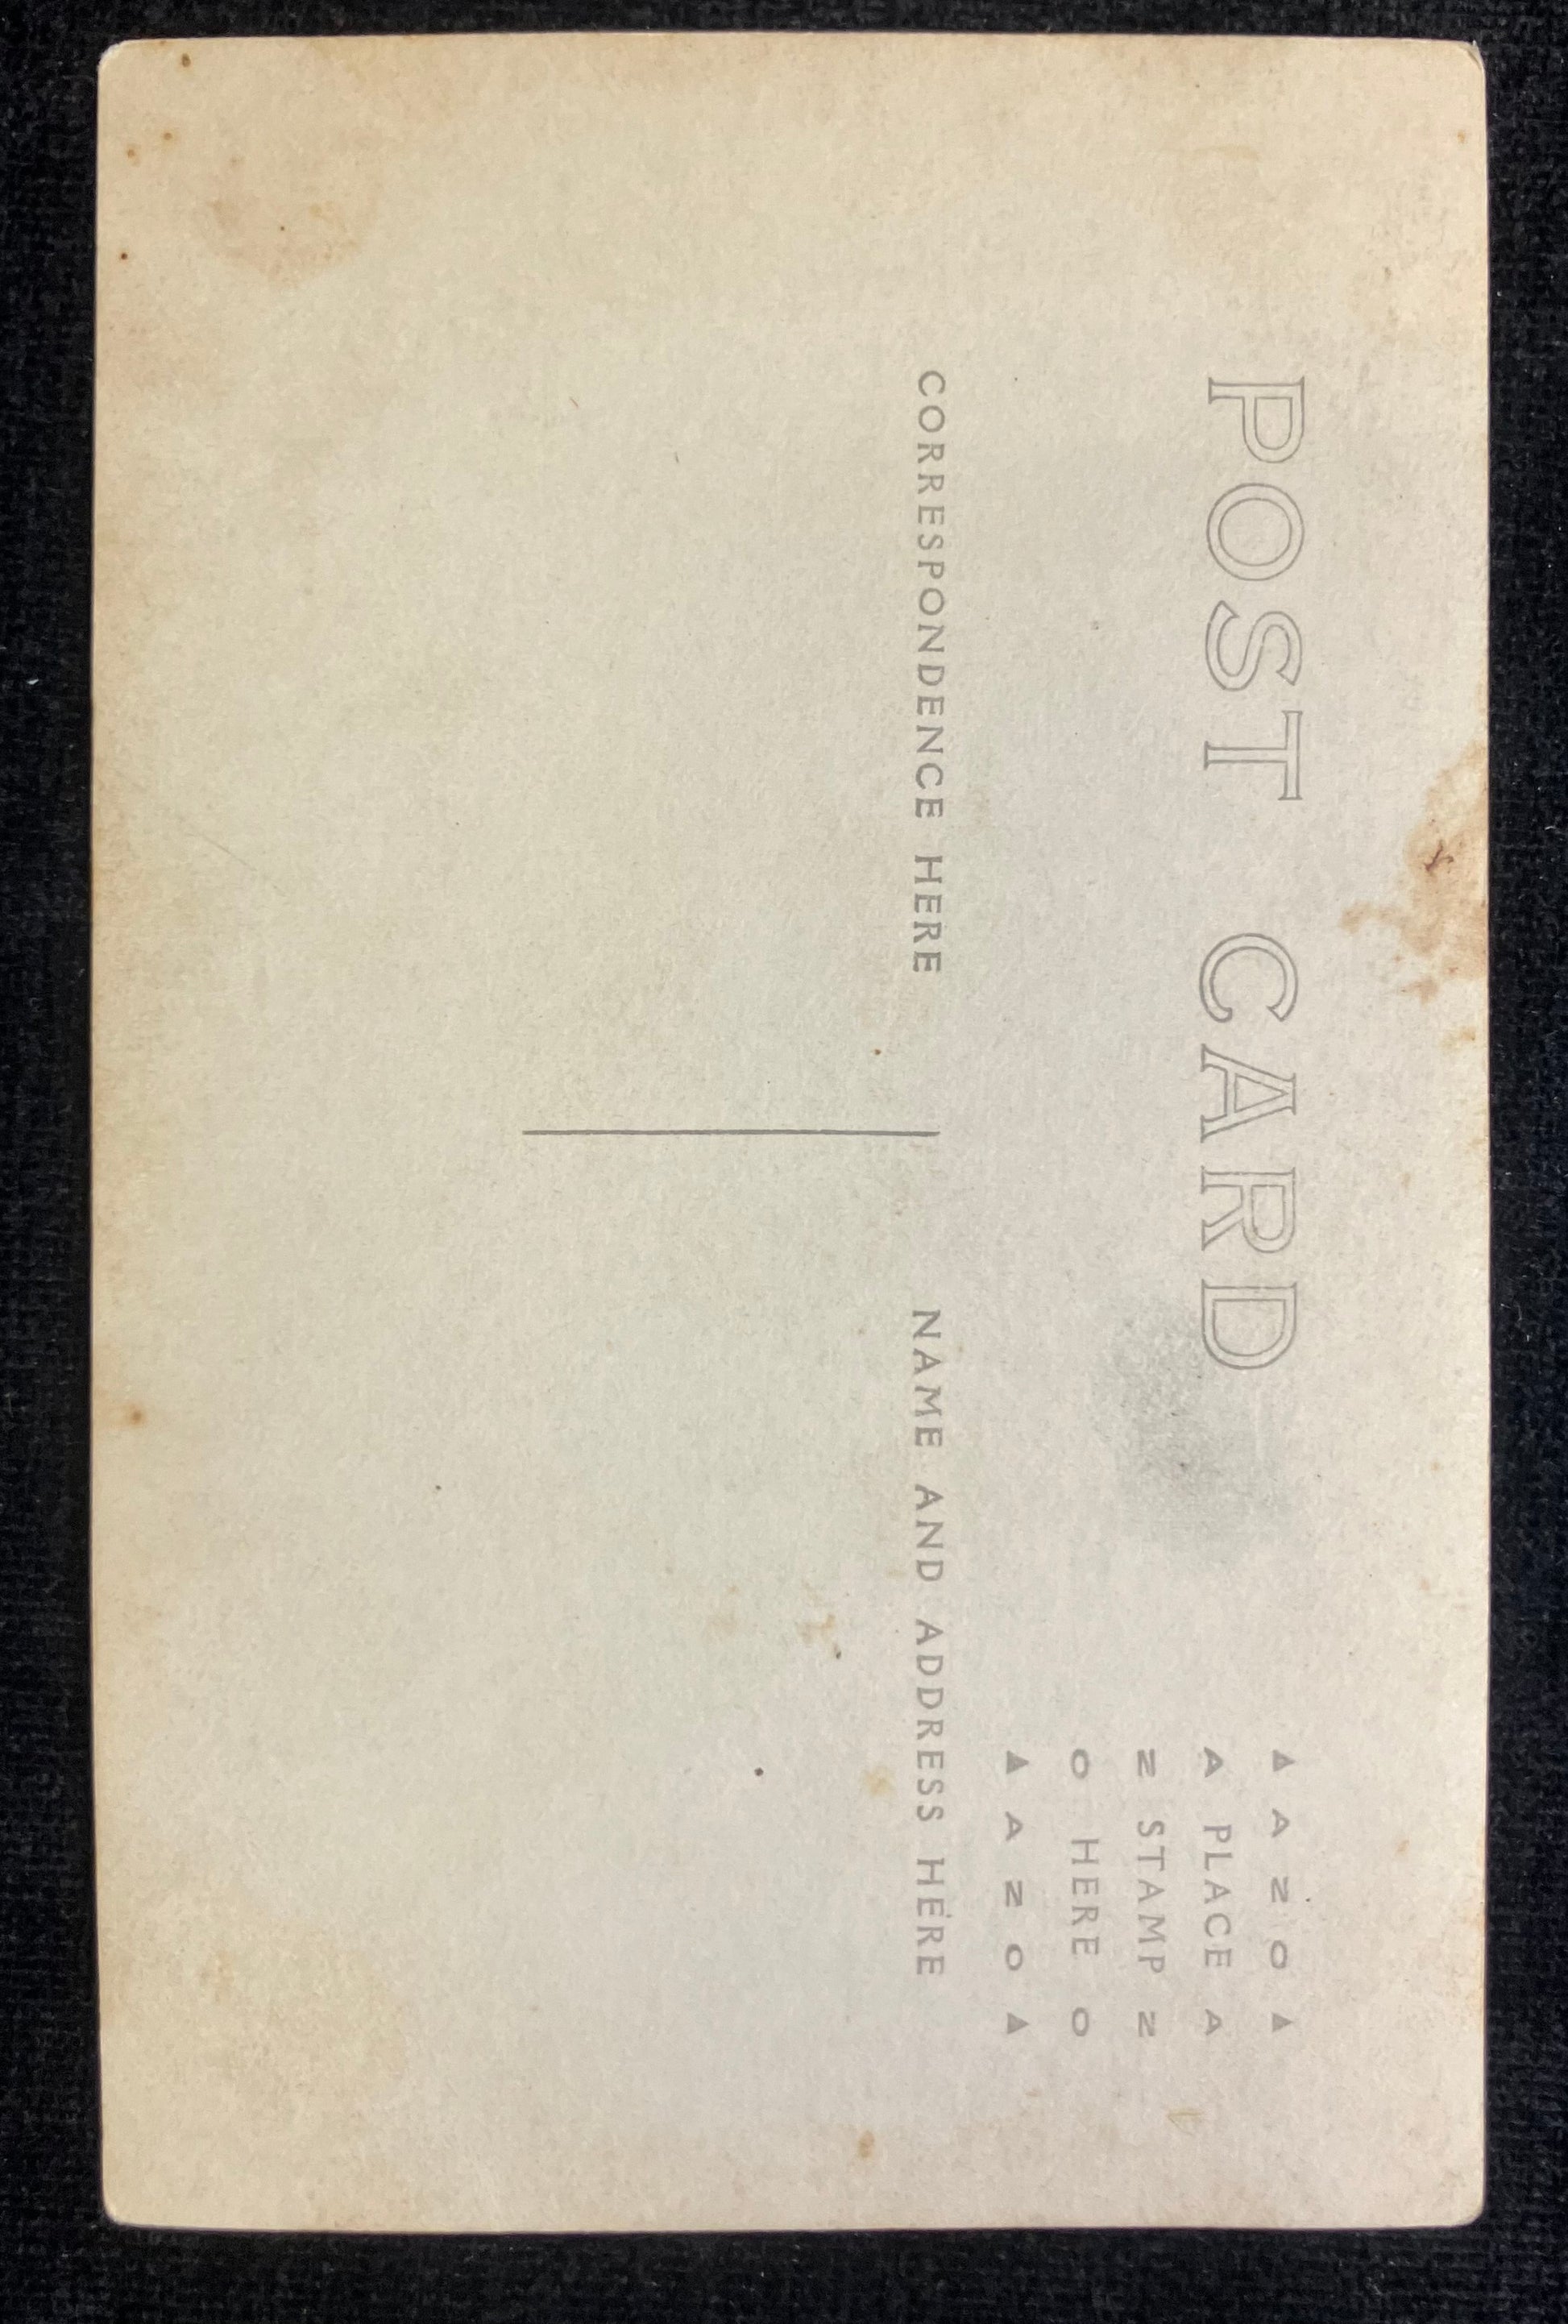 POST CARD
▲ A Z O ▲
A PLACE A
Z STAMP Z
O HERE O
▲ A Z O ▲
CORRESPONDENCE HERE
NAME AND ADDRESS HERE